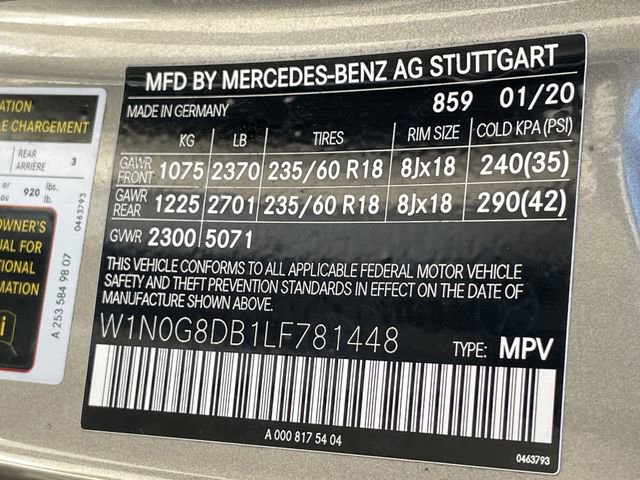 MFD BY MERCEDES-BENZ AG STUTTGART
MADE IN GERMANY 859 01/20
KG LB TIRES RIM SIZE COLD KPA (PSI)
GAWR FRONT 1075 2370 235/60 R18 8Jx18 240(35)
GAWR REAR 1225 2701 235/60 R18 8Jx18 290(42)
GVWR 2300 5071
THIS VEHICLE CONFORMS TO ALL APPLICABLE FEDERAL MOTOR VEHICLE
SAFETY AND THEFT PREVENTION STANDARDS IN EFFECT ON THE DATE
OF MANUFACTURE SHOWN ABOVE.
W1N0G8DB1LF781448 TYPE: MPV
A 000 817 54 04
0463793
CHARGEMENT
REAR 3
ARRIÈRE
or 920 lbs.
ou lb.
0463793
OWNER'S
FOR
A 253 584 98 07